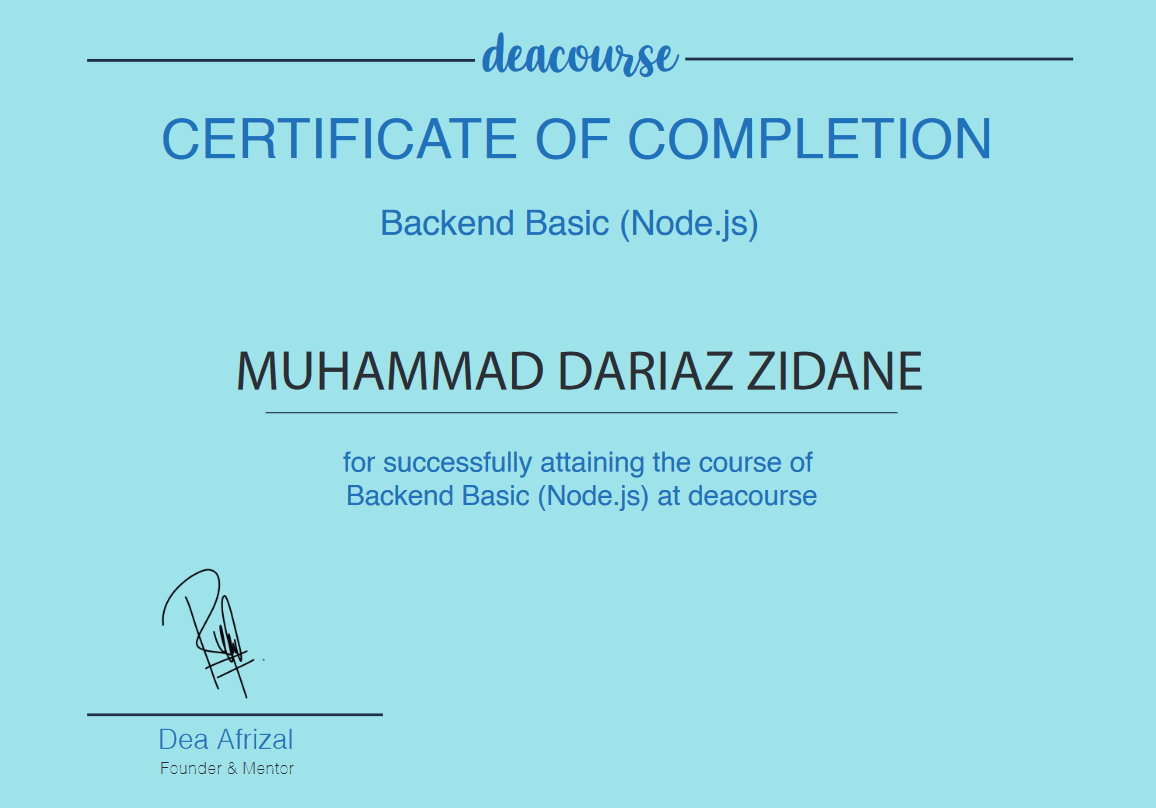 deacourse
CERTIFICATE OF COMPLETION
Backend Basic (Node.js)
MUHAMMAD DARIAZ ZIDANE
for successfully attaining the course of
Backend Basic (Node.js) at deacourse
Dea Afrizal
Founder & Mentor